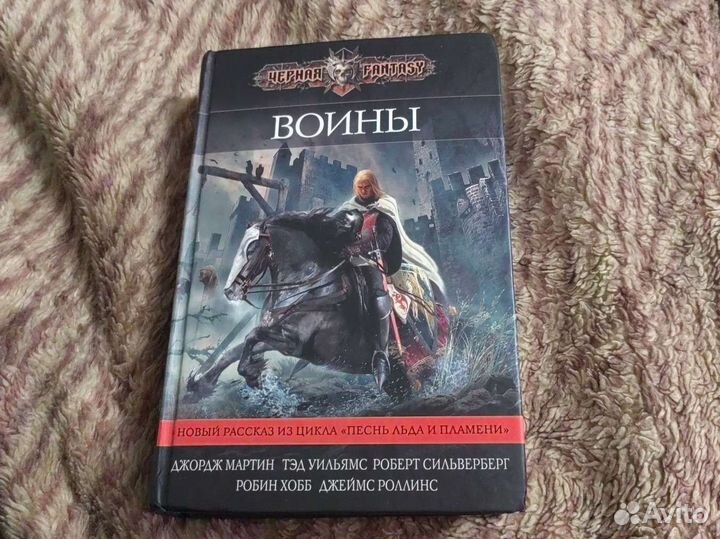 ЧЕРНАЯ FANTASY
ВОИНЫ
НОВЫЙ РАССКАЗ ИЗ ЦИКЛА «ПЕСНЬ ЛЬДА И ПЛАМЕНИ»
ДЖОРДЖ МАРТИН ТЭД УИЛЬЯМС РОБЕРТ СИЛЬВЕРБЕРГ
РОБИН ХОББ ДЖЕЙМС РОЛЛИНС
Avito